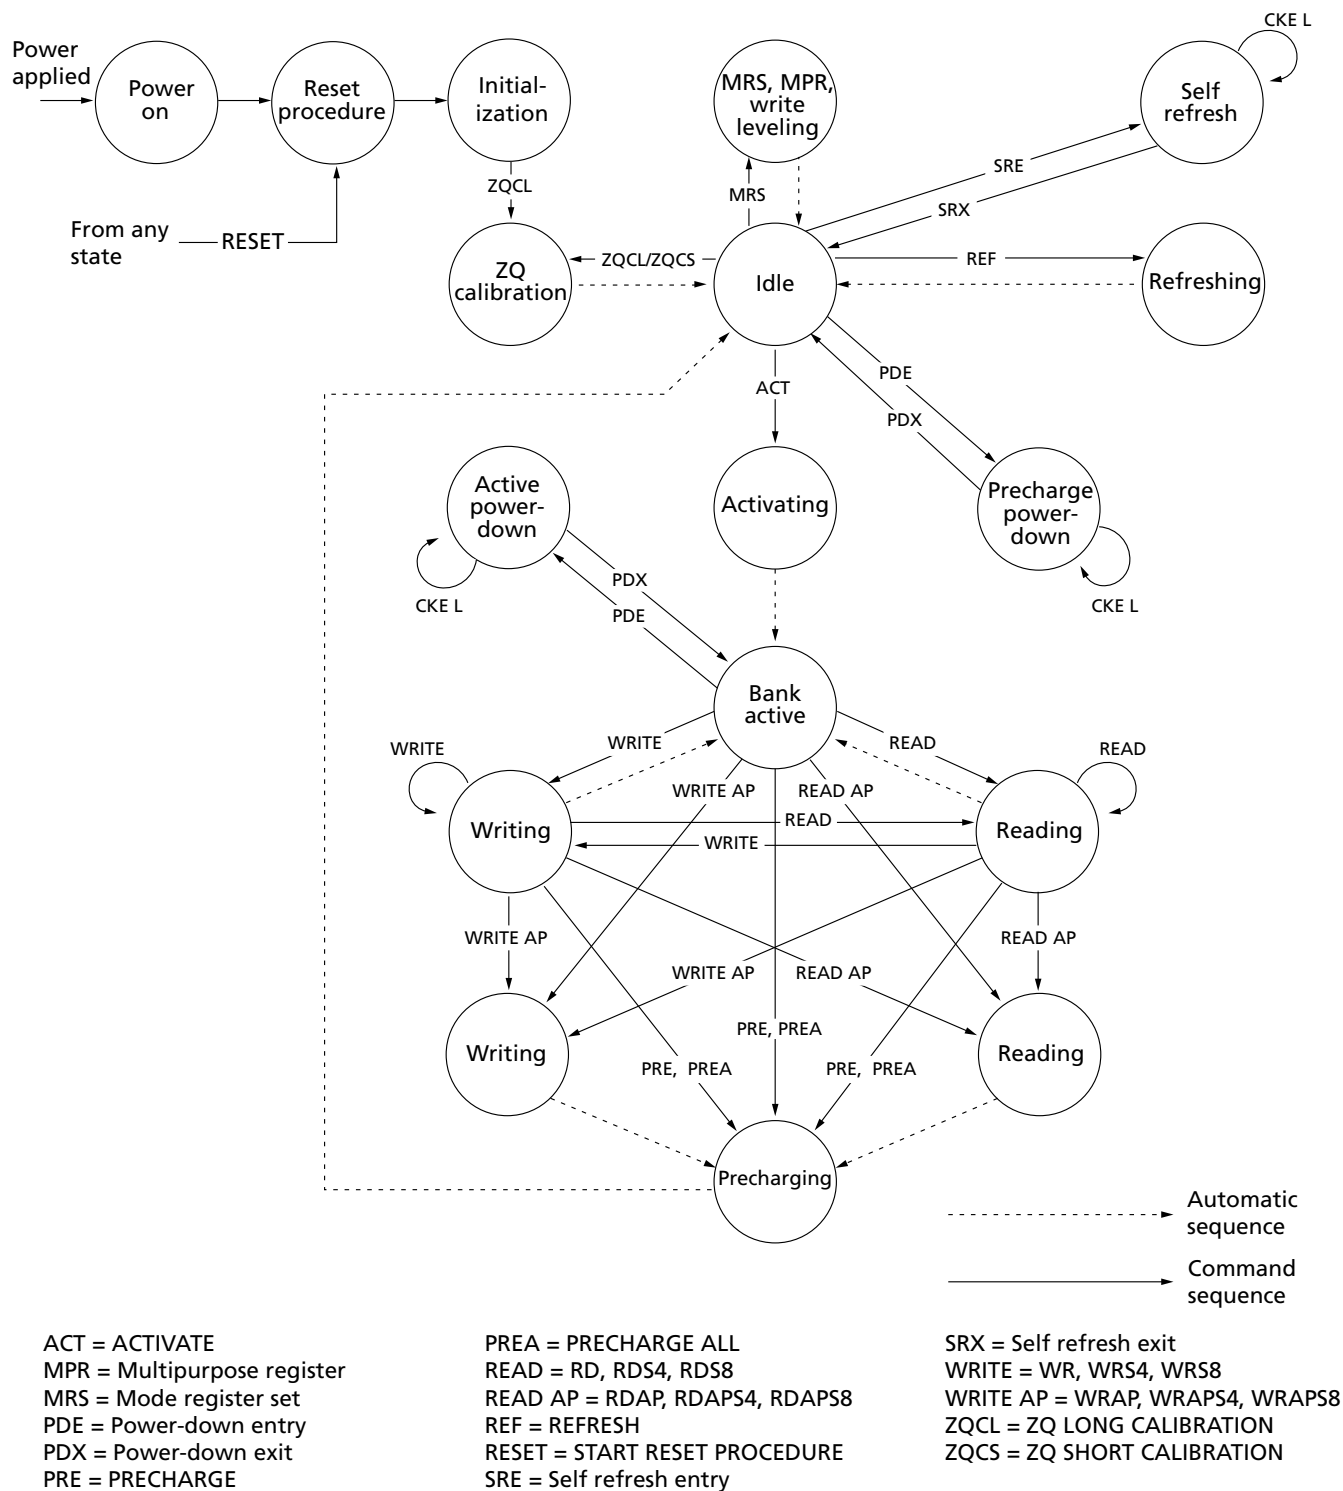 Power
applied
Power
on
Reset
procedure
Initial-
ization
MRS, MPR,
write
leveling
CKE L
Self
refresh
ZQCL
MRS
SRE
SRX
From any
state
RESET
ZQ
calibration
ZQCL/ZQCS
Idle
REF
Refreshing
PDE
ACT
PDX
Active
power-
down
Activating
Precharge
power-
down
CKE L
PDX
PDE
CKE L
Bank
active
WRITE
WRITE
READ
READ
WRITE AP
READ AP
Writing
READ
WRITE
Reading
WRITE AP
READ AP
WRITE AP
READ AP
PRE, PREA
Writing
Reading
PRE, PREA
PRE, PREA
Precharging
Automatic
sequence
Command
sequence
ACT = ACTIVATE
MPR = Multipurpose register
MRS = Mode register set
PDE = Power-down entry
PDX = Power-down exit
PRE = PRECHARGE
PREA = PRECHARGE ALL
READ = RD, RDS4, RDS8
READ AP = RDAP, RDAPS4, RDAPS8
REF = REFRESH
RESET = START RESET PROCEDURE
SRE = Self refresh entry
SRX = Self refresh exit
WRITE = WR, WRS4, WRS8
WRITE AP = WRAP, WRAPS4, WRAPS8
ZQCL = ZQ LONG CALIBRATION
ZQCS = ZQ SHORT CALIBRATION